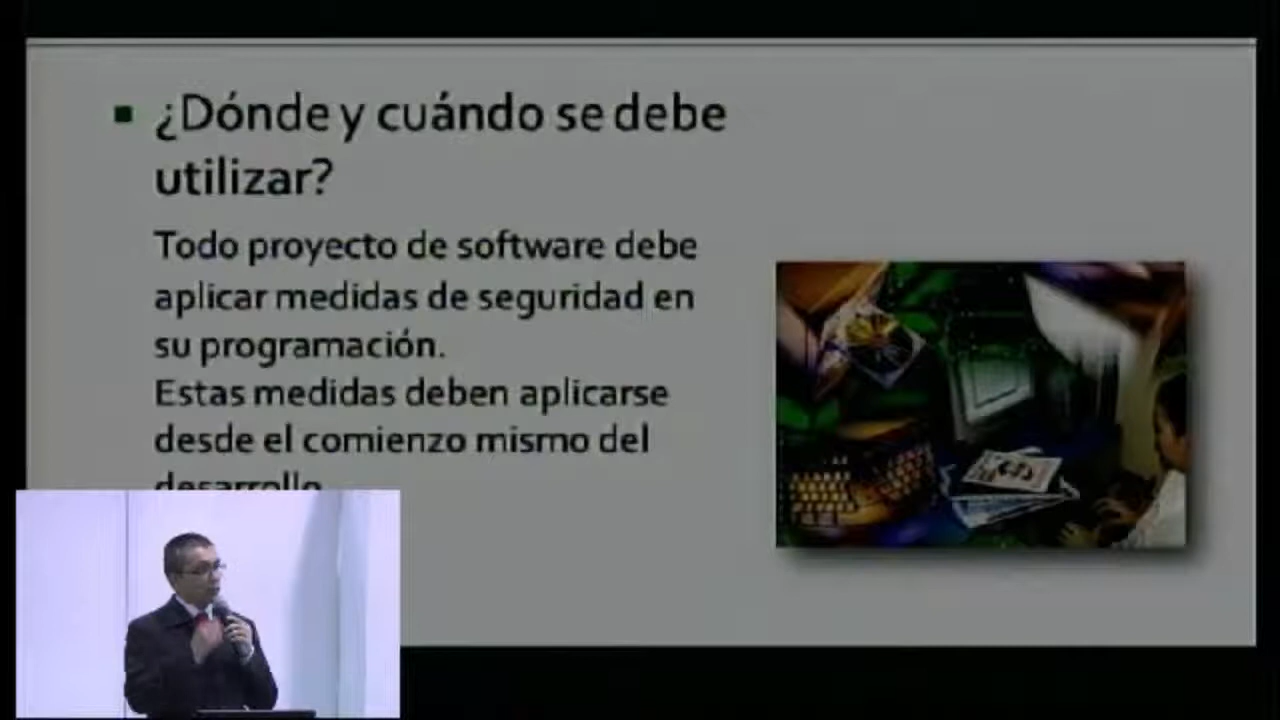 ¿Dónde y cuándo se debe
utilizar?
Todo proyecto de software debe
aplicar medidas de seguridad en
su programación.
Estas medidas deben aplicarse
desde el comienzo mismo del
desarrollo